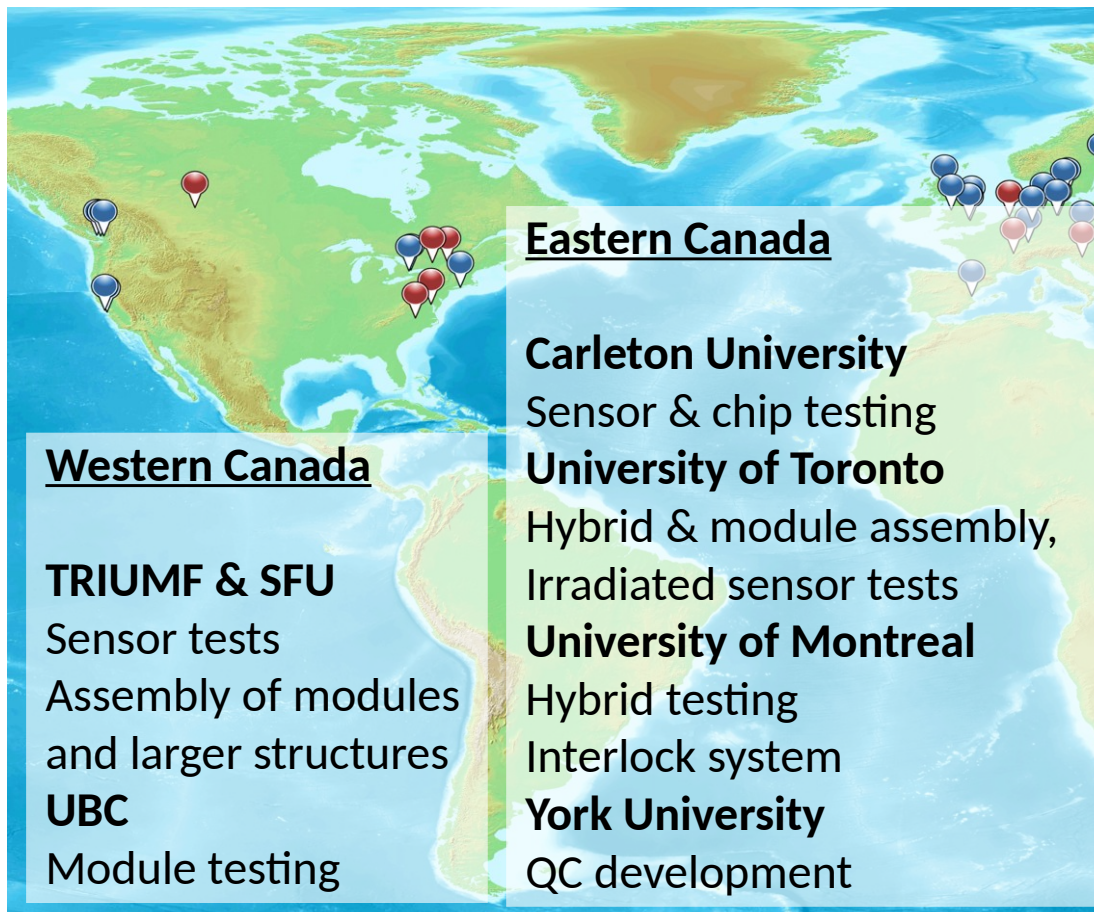 Western Canada
TRIUMF & SFU
Sensor tests
Assembly of modules
and larger structures
UBC
Module testing
Eastern Canada
Carleton University
Sensor & chip testing
University of Toronto
Hybrid & module assembly,
Irradiated sensor tests
University of Montreal
Hybrid testing
Interlock system
York University
QC development